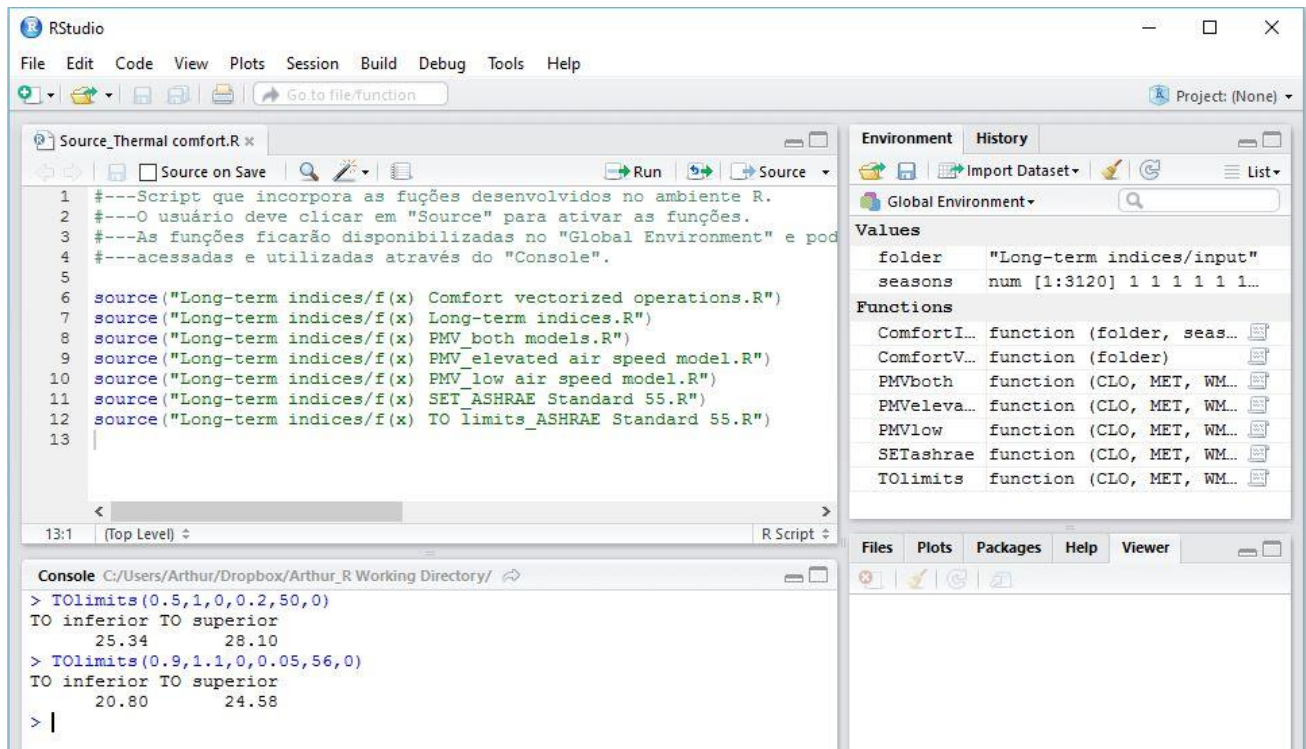 RStudio
File Edit Code View Plots Session Build Debug Tools Help
Go to file/function
Project: (None)
Source_Thermal comfort.R
Source on Save
Run
Source
1 #---Script que incorpora as fuções desenvolvidos no ambiente R.
2 #---O usuário deve clicar em "Source" para ativar as funções.
3 #---As funções ficarão disponibilizadas no "Global Environment" e pod
4 #---acessadas e utilizadas através do "Console".
5
6 source("Long-term indices/f(x) Comfort vectorized operations.R")
7 source("Long-term indices/f(x) Long-term indices.R")
8 source("Long-term indices/f(x) PMV_both models.R")
9 source("Long-term indices/f(x) PMV_elevated air speed model.R")
10 source("Long-term indices/f(x) PMV_low air speed model.R")
11 source("Long-term indices/f(x) SET_ASHRAE Standard 55.R")
12 source("Long-term indices/f(x) TO limits_ASHRAE Standard 55.R")
13
13:1 (Top Level) R Script
Console C:/Users/Arthur/Dropbox/Arthur_R Working Directory/
> TOlimits(0.5,1,0,0.2,50,0)
TO inferior TO superior
25.34 28.10
> TOlimits(0.9,1.1,0,0.05,56,0)
TO inferior TO superior
20.80 24.58
>
Environment History
Import Dataset
List
Global Environment
Values
folder "Long-term indices/input"
seasons num [1:3120] 1 1 1 1 1 1…
Functions
ComfortI… function (folder, seas…
ComfortV… function (folder)
PMVboth function (CLO, MET, WM…
PMVeleva… function (CLO, MET, WM…
PMVlow function (CLO, MET, WM…
SETashrae function (CLO, MET, WM…
TOlimits function (CLO, MET, WM…
Files Plots Packages Help Viewer